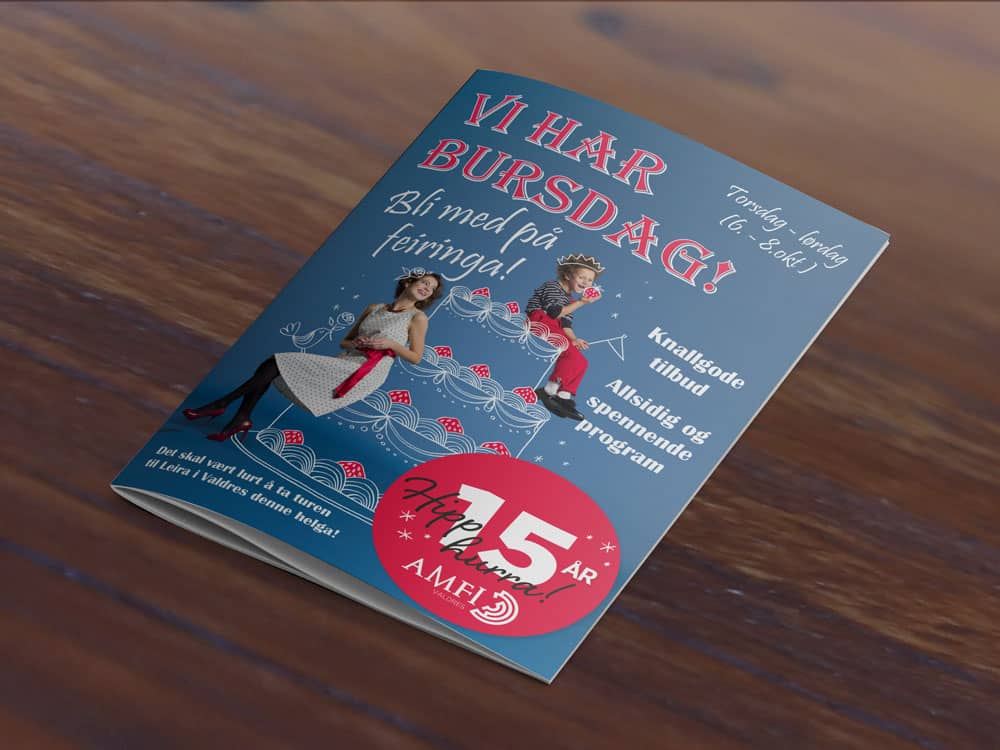 VI HAR
BURSDAG!
Bli med på
feiringa!
Torsdag - lørdag
(6. - 8.okt )
Knallgode
tilbud
Allsidig og
spennende
program
Det skal vært lurt å ta turen
til Leira i Valdres denne helga!
15 ÅR
Hipp
hurra!
AMFI
VALDRES